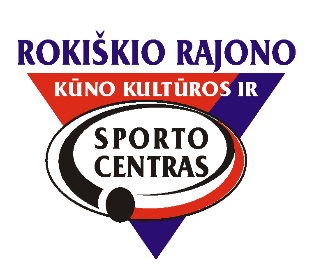 ROKIŠKIO RAJONO
KŪNO KULTŪROS IR
SPORTO
CENTRAS